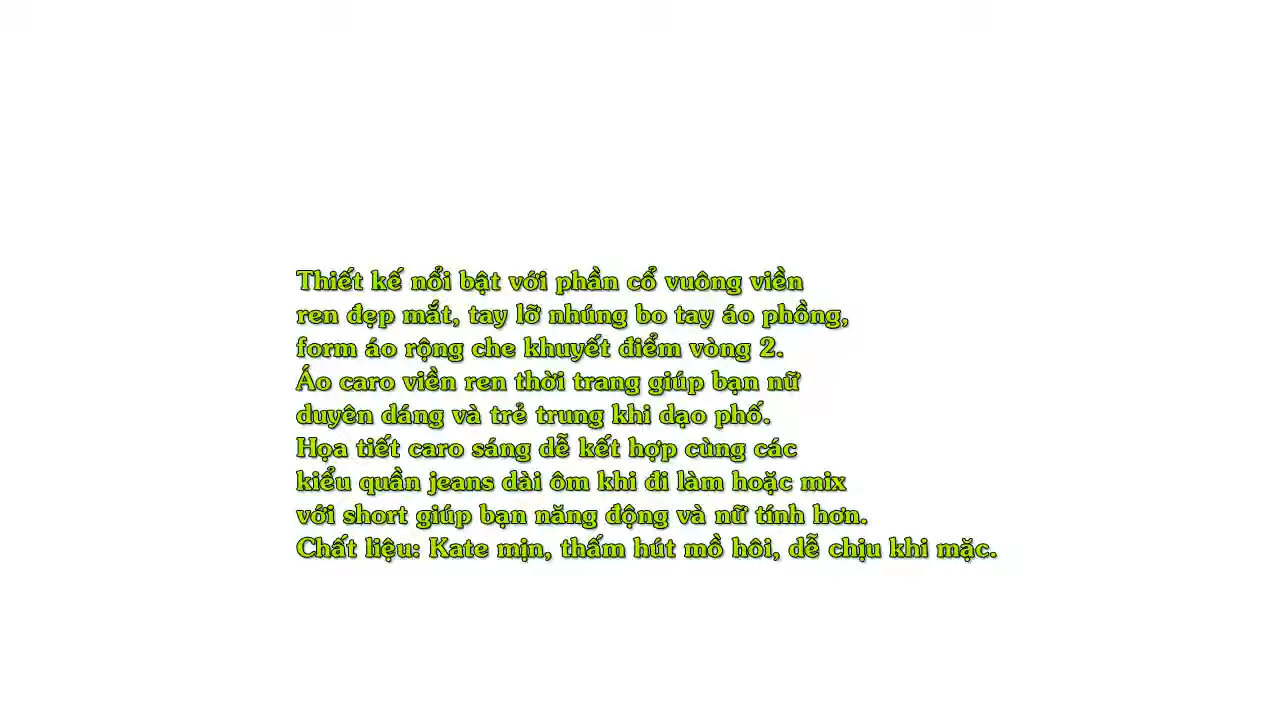 Thiết kế nổi bật với phần cổ vuông viền
ren đẹp mắt, tay lỡ nhúng bo tay áo phồng,
form áo rộng che khuyết điểm vòng 2.
Áo caro viền ren thời trang giúp bạn nữ
duyên dáng và trẻ trung khi dạo phố.
Họa tiết caro sáng dễ kết hợp cùng các
kiểu quần jeans dài ôm khi đi làm hoặc mix
với short giúp bạn năng động và nữ tính hơn.
Chất liệu: Kate mịn, thấm hút mồ hôi, dễ chịu khi mặc.